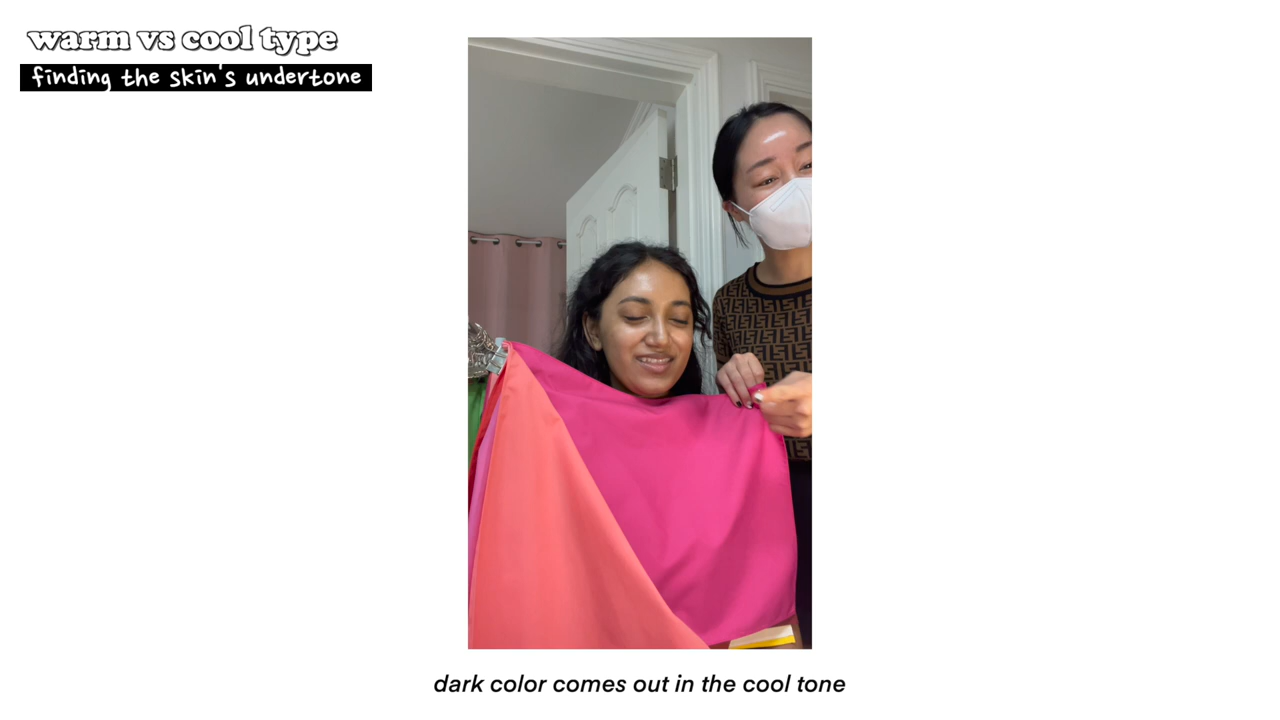 warm vs cool type
finding the skin's undertone
dark color comes out in the cool tone